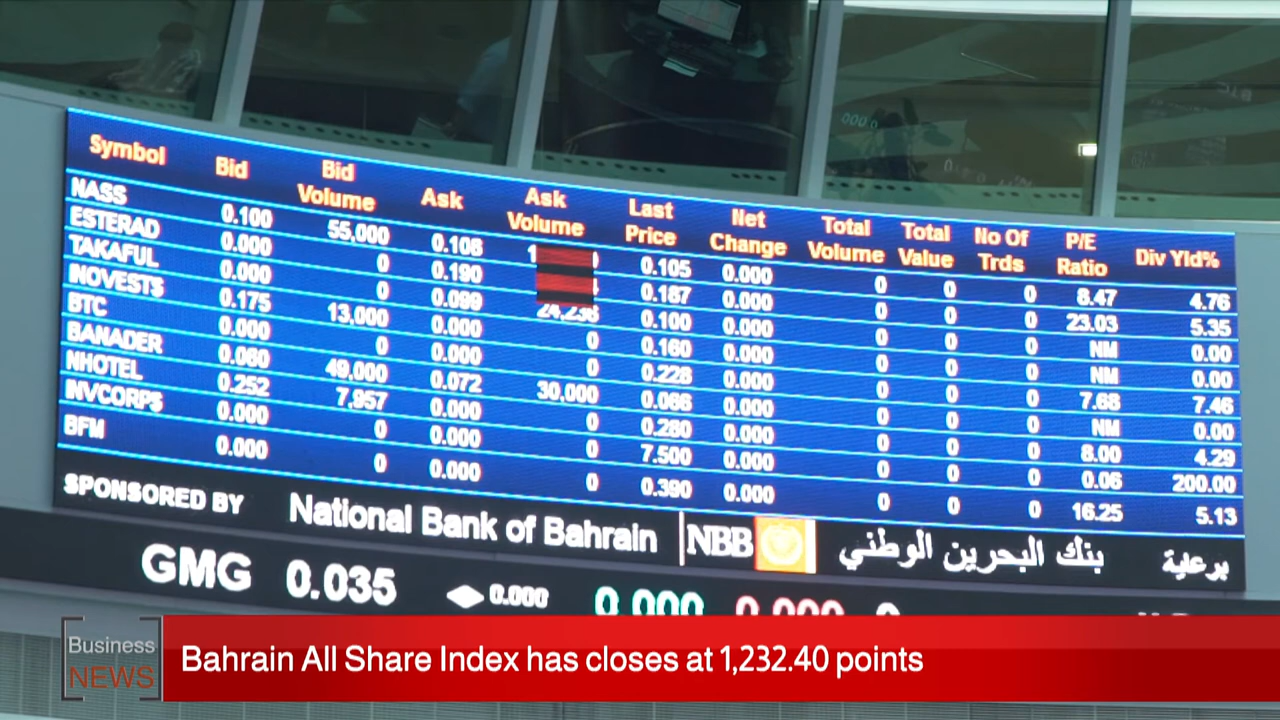 Symbol Bid Bid Volume Ask Ask Volume Last Price Net Change Total Volume Total Value No Of Trds P/E Ratio Div Yld%
NASS 0.100 55,000 0.106 0.105 0.000 0 0 0 8.47 4.76
ESTERAD 0.000 0 0.190 0.187 0.000 0 0 0 23.03 5.35
TAKAFUL 0.000 0 0.099 0.100 0.000 0 0 0 NM 0.00
INOVEST$ 0.175 13,000 0.000 0 0.160 0.000 0 0 0 NM 0.00
BTC 0.000 0 0.000 0 0.228 0.000 0 0 0 7.68 7.46
BANADER 0.060 49,000 0.072 30,000 0.066 0.000 0 0 0 NM 0.00
NHOTEL 0.252 7,957 0.000 0 0.280 0.000 0 0 0 8.00 4.29
INVCORP$ 0.000 0 0.000 0 7.500 0.000 0 0 0 0.06 200.00
BFM 0.000 0 0.000 0 0.390 0.000 0 0 0 16.25 5.13
SPONSORED BY National Bank of Bahrain NBB بنك البحرين الوطني برعاية
GMG 0.035 0.000 0.000 0.000 0
Business NEWS
Bahrain All Share Index has closes at 1,232.40 points